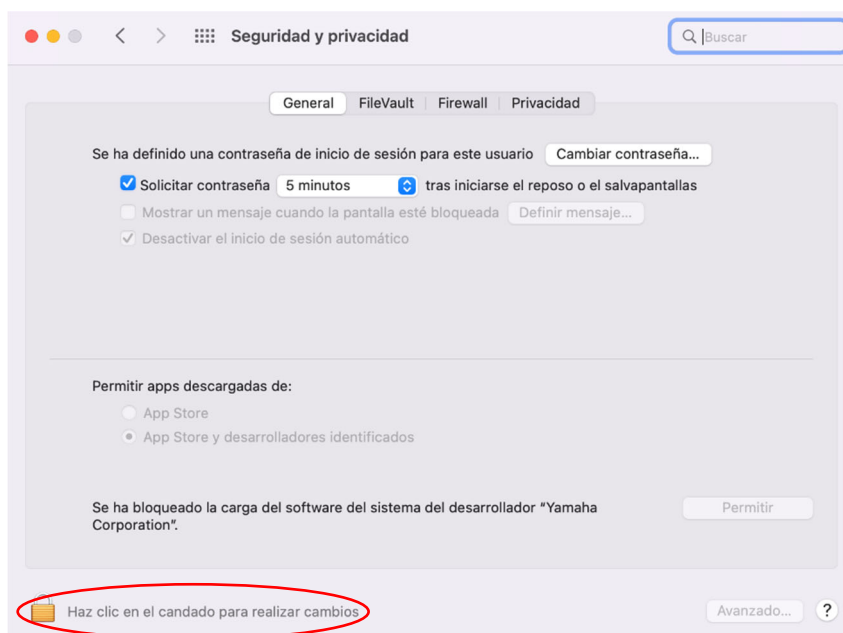 Seguridad y privacidad
Buscar
General FileVault Firewall Privacidad
Se ha definido una contraseña de inicio de sesión para este usuario Cambiar contraseña...
Solicitar contraseña 5 minutos tras iniciarse el reposo o el salvapantallas
Mostrar un mensaje cuando la pantalla esté bloqueada Definir mensaje...
Desactivar el inicio de sesión automático
Permitir apps descargadas de:
App Store
App Store y desarrolladores identificados
Se ha bloqueado la carga del software del sistema del desarrollador "Yamaha
Corporation". Permitir
Haz clic en el candado para realizar cambios
Avanzado... ?